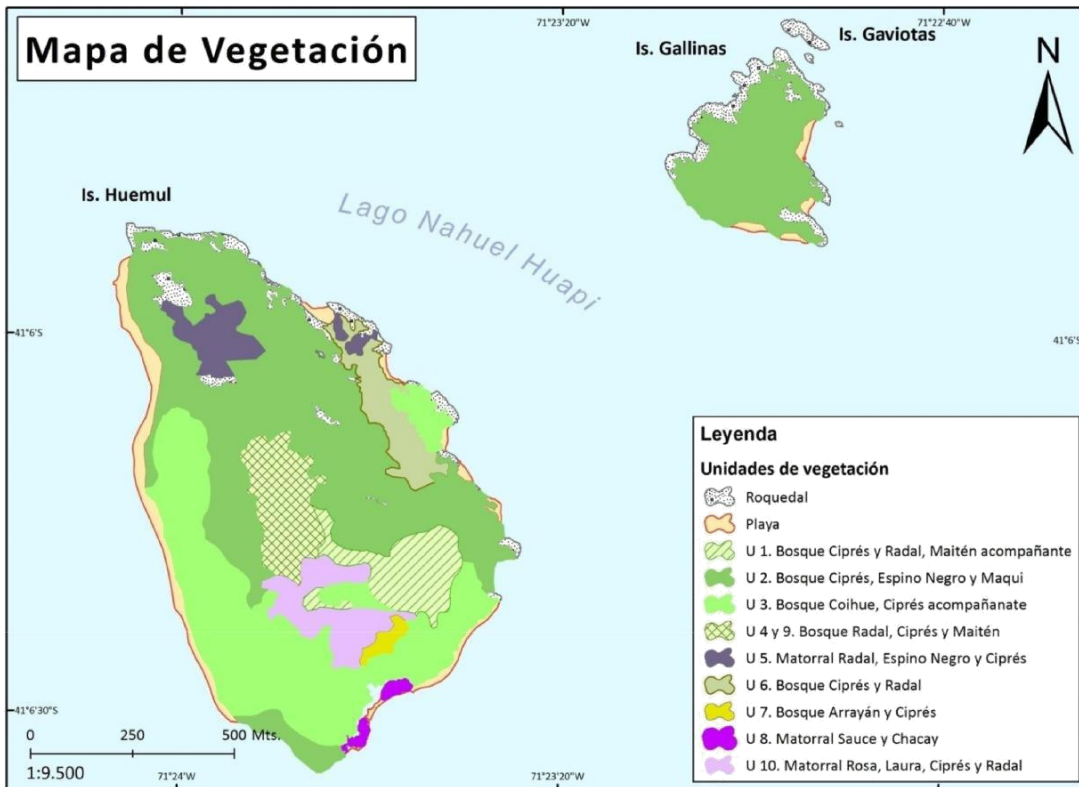 Mapa de Vegetación
71°23'20"W
71°22'40"W
Is. Gallinas
Is. Gaviotas
N
Is. Huemul
Lago Nahuel Huapi
41°6'S
41°6'S
Leyenda
Unidades de vegetación
Roquedal
Playa
U 1. Bosque Ciprés y Radal, Maitén acompañante
U 2. Bosque Ciprés, Espino Negro y Maqui
U 3. Bosque Coihue, Ciprés acompañanate
U 4 y 9. Bosque Radal, Ciprés y Maitén
U 5. Matorral Radal, Espino Negro y Ciprés
U 6. Bosque Ciprés y Radal
U 7. Bosque Arrayán y Ciprés
U 8. Matorral Sauce y Chacay
U 10. Matorral Rosa, Laura, Ciprés y Radal
41°6'30"S
0 250 500 Mts.
1:9.500
71°24'W
71°23'20"W